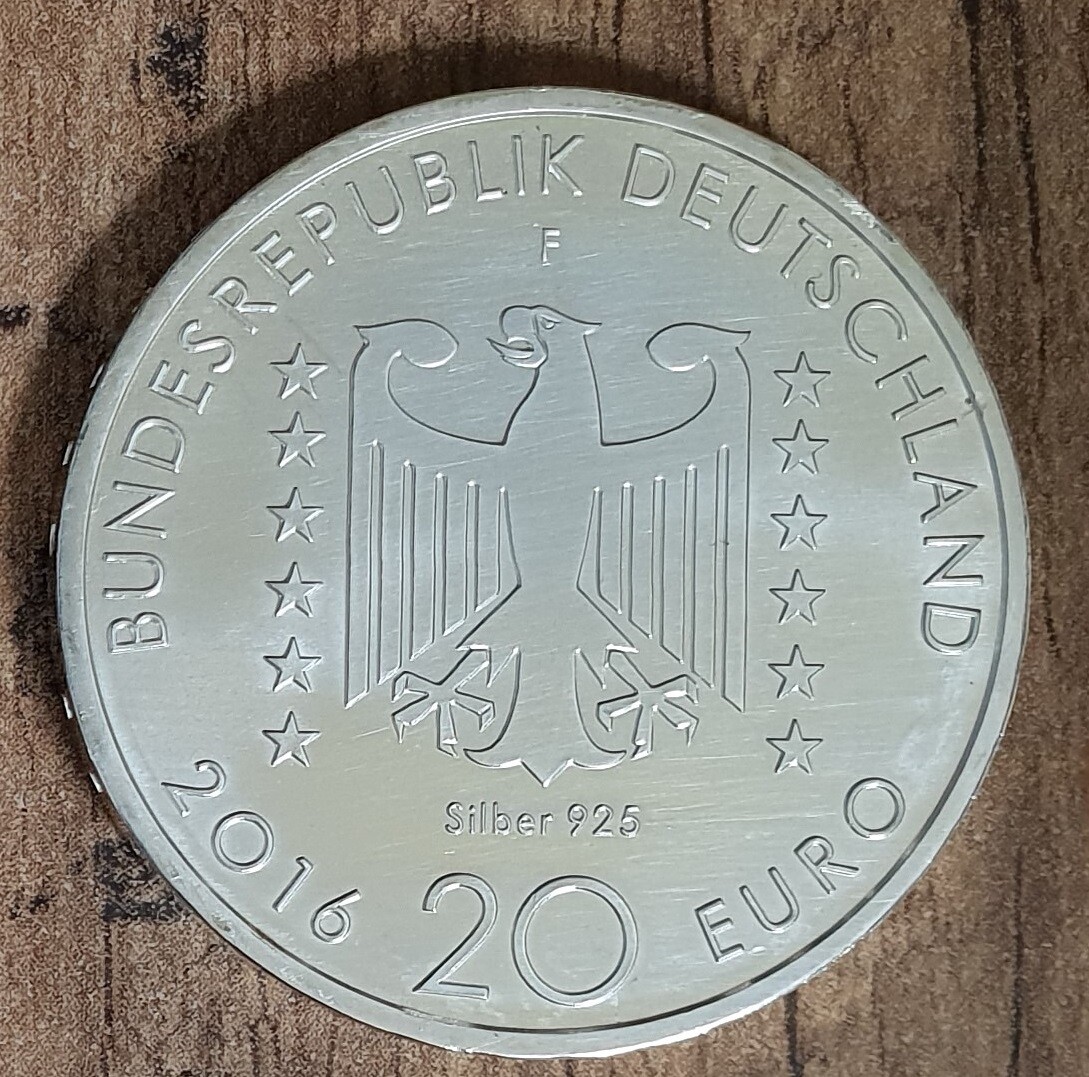 BUNDESREPUBLIK DEUTSCHLAND
F
Silber 925
2016 20 EURO